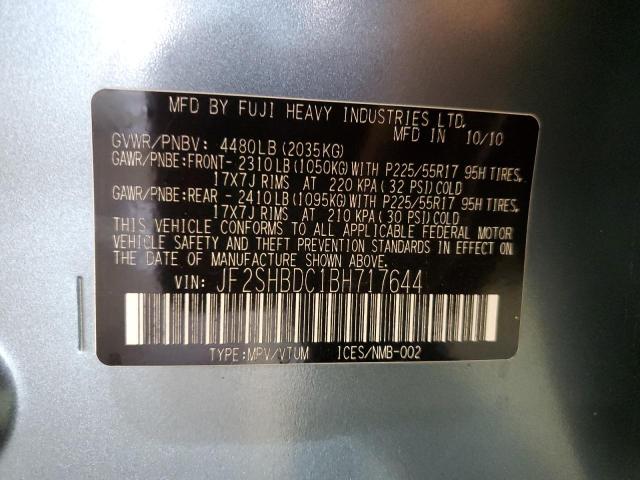 MFD BY FUJI HEAVY INDUSTRIES LTD.
MFD IN 10/10
GVWR/PNBV: 4480LB (2035KG)
GAWR/PNBE:FRONT- 2310LB(1050KG)WITH P225/55R17 95H TIRES,
17X7J RIMS AT 220 KPA(32 PSI)COLD
GAWR/PNBE:REAR - 2410LB(1095KG)WITH P225/55R17 95H TIRES,
17X7J RIMS AT 210 KPA(30 PSI)COLD
THIS VEHICLE CONFORMS TO ALL APPLICABLE FEDERAL MOTOR
VEHICLE SAFETY AND THEFT PREVENTION STANDARDS IN EFFECT ON
THE DATE OF MANUFACTURE SHOWN ABOVE.
VIN: JF2SHBDC1BH717644
TYPE:MPV/VTUM ICES/NMB-002